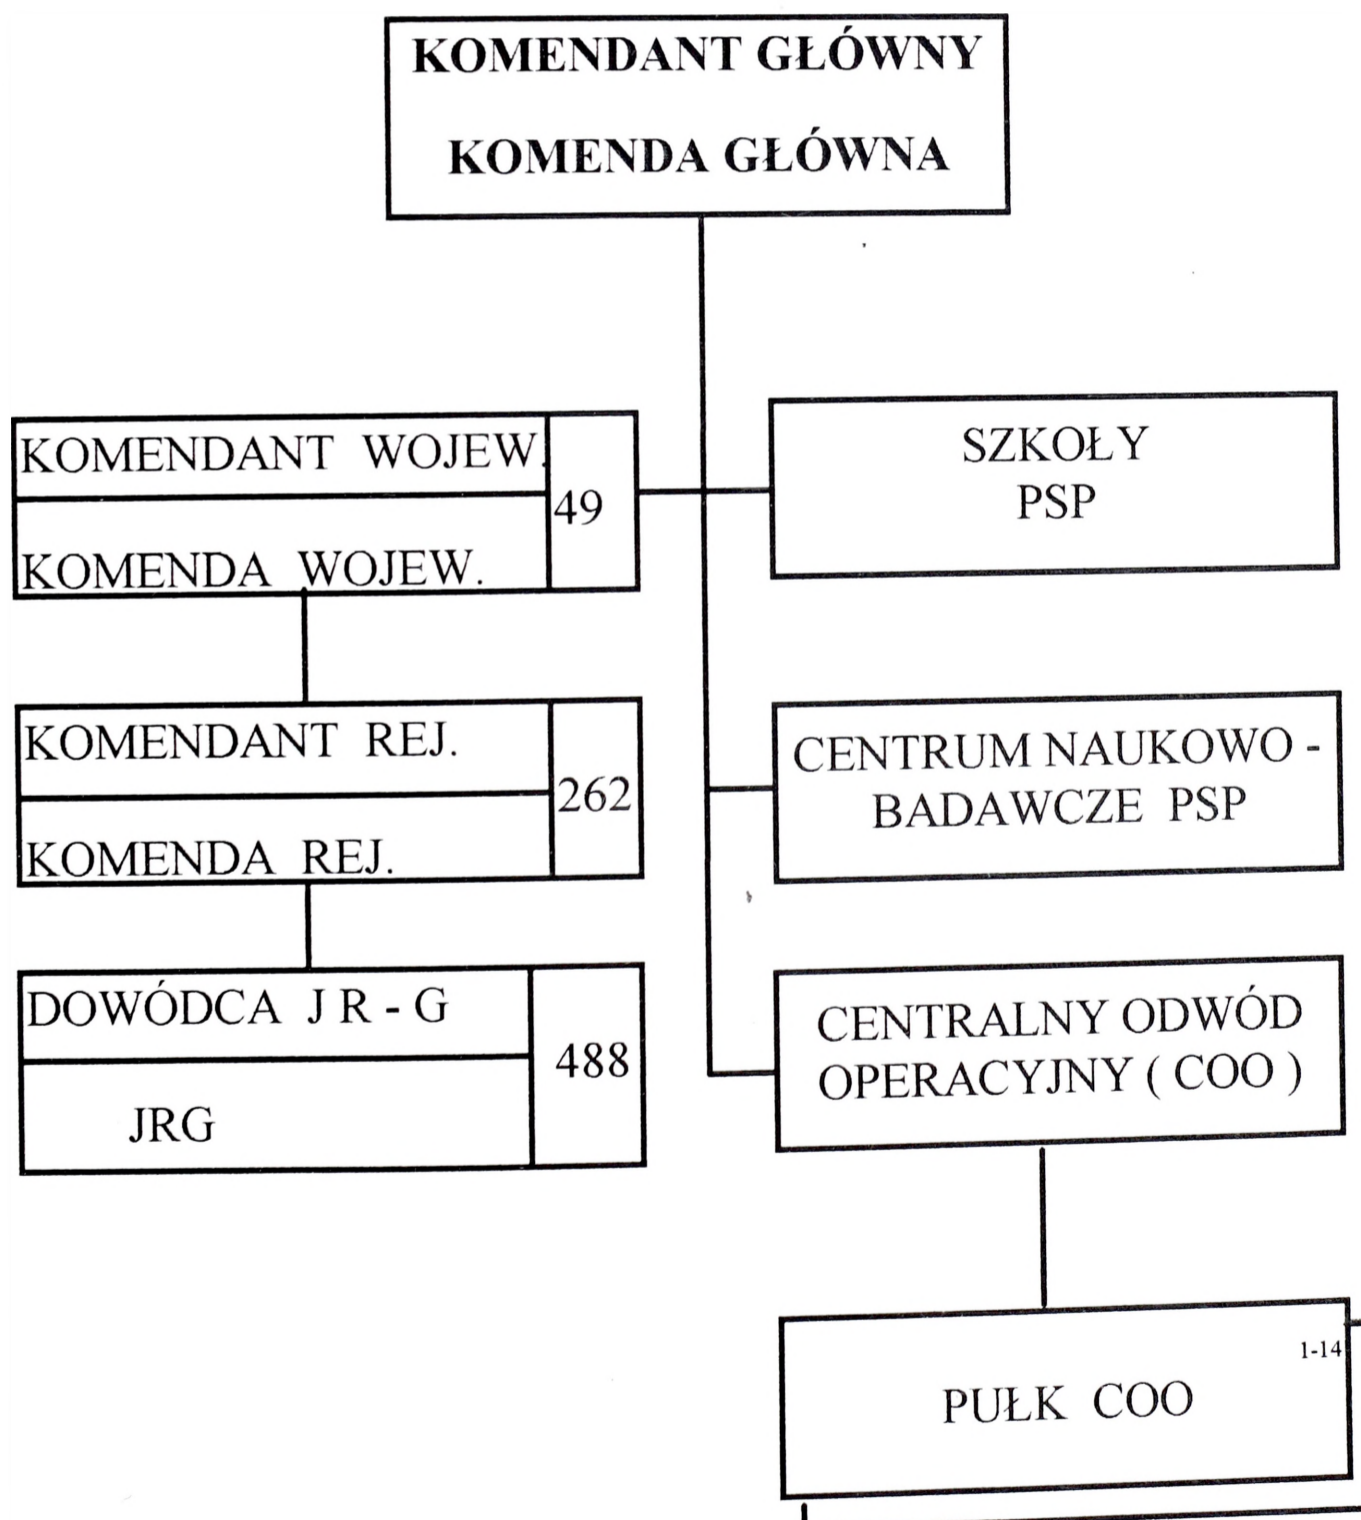 KOMENDANT GŁÓWNY
KOMENDA GŁÓWNA
KOMENDANT WOJEW.
49
KOMENDA WOJEW.
SZKOŁY
PSP
KOMENDANT REJ.
262
KOMENDA REJ.
CENTRUM NAUKOWO -
BADAWCZE PSP
DOWÓDCA J R - G
488
JRG
CENTRALNY ODWÓD
OPERACYJNY ( COO )
1-14
PUŁK COO